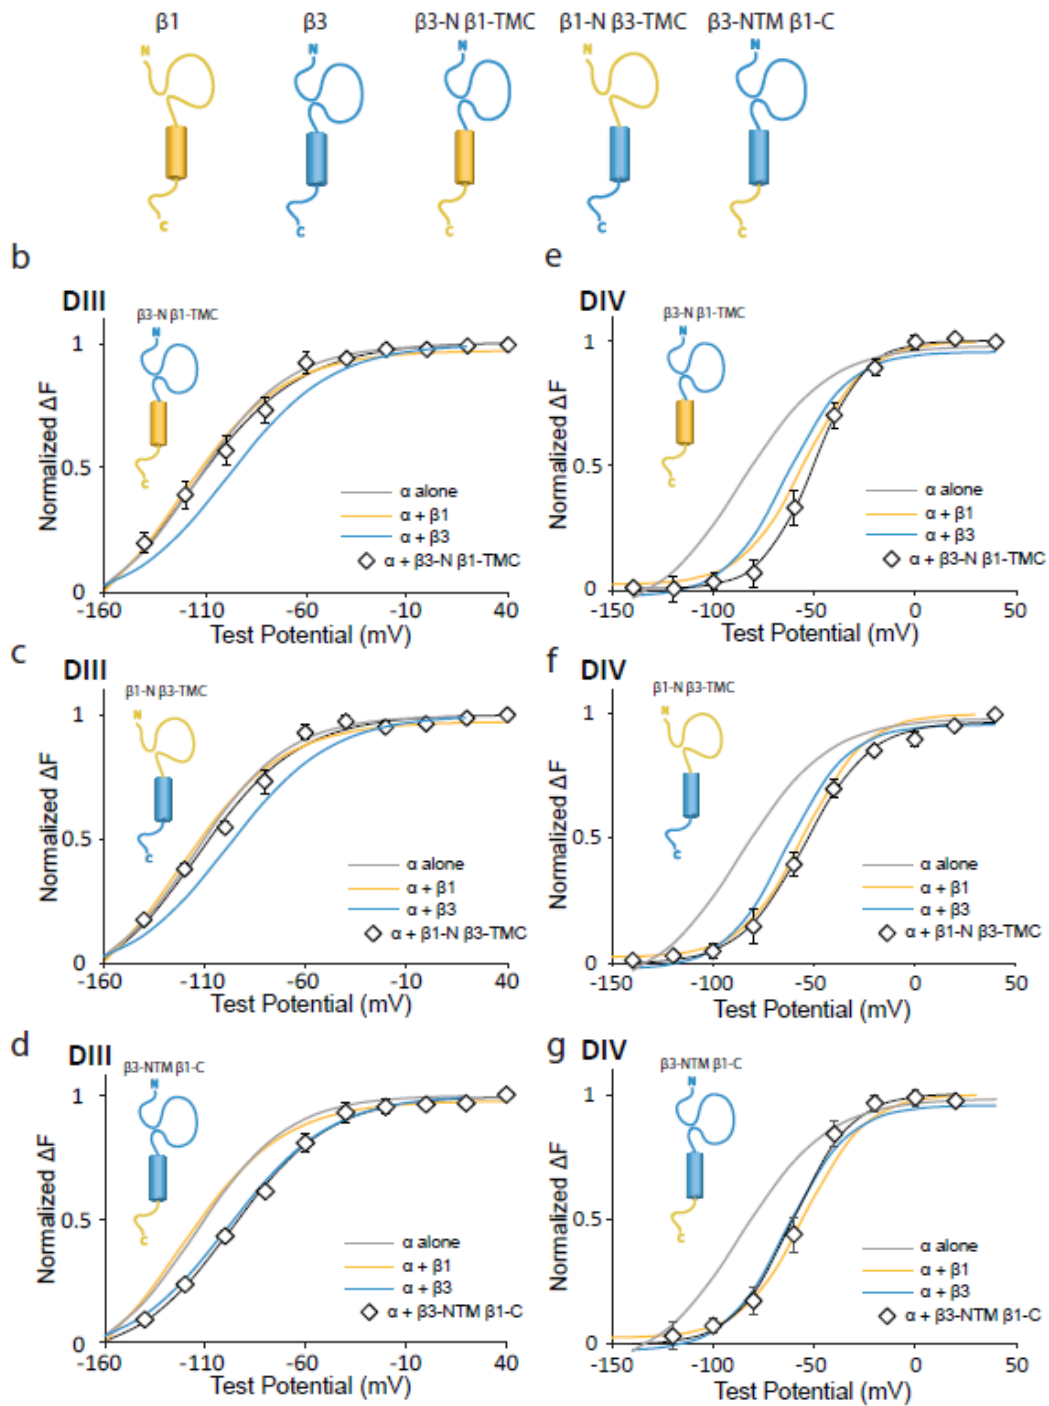 β1 β3 β3-N β1-TMC β1-N β3-TMC β3-NTM β1-C
N N N N N
C C C C C
b
DIII
β3-N β1-TMC
N
C
Normalized ΔF
1
0.5
0
α alone
α + β1
α + β3
α + β3-N β1-TMC
-160 -110 -60 -10 40
Test Potential (mV)
e
DIV
β3-N β1-TMC
N
C
Normalized ΔF
1
0.5
0
α alone
α + β1
α + β3
α + β3-N β1-TMC
-150 -100 -50 0 50
Test Potential (mV)
c
DIII
β1-N β3-TMC
N
C
Normalized ΔF
1
0.5
0
α alone
α + β1
α + β3
α + β1-N β3-TMC
-160 -110 -60 -10 40
Test Potential (mV)
f
DIV
β1-N β3-TMC
N
C
Normalized ΔF
1
0.5
0
α alone
α + β1
α + β3
α + β1-N β3-TMC
-150 -100 -50 0 50
Test Potential (mV)
d
DIII
β3-NTM β1-C
N
C
Normalized ΔF
1
0.5
0
α alone
α + β1
α + β3
α + β3-NTM β1-C
-160 -110 -60 -10 40
Test Potential (mV)
g
DIV
β3-NTM β1-C
N
C
Normalized ΔF
1
0.5
0
α alone
α + β1
α + β3
α + β3-NTM β1-C
-150 -100 -50 0 50
Test Potential (mV)